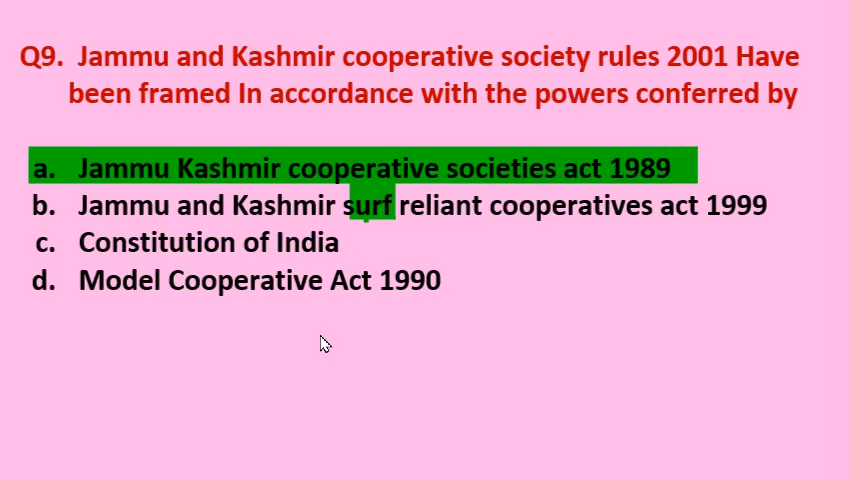 Q9. Jammu and Kashmir cooperative society rules 2001 Have
been framed In accordance with the powers conferred by
a. Jammu Kashmir cooperative societies act 1989
b. Jammu and Kashmir surf reliant cooperatives act 1999
c. Constitution of India
d. Model Cooperative Act 1990